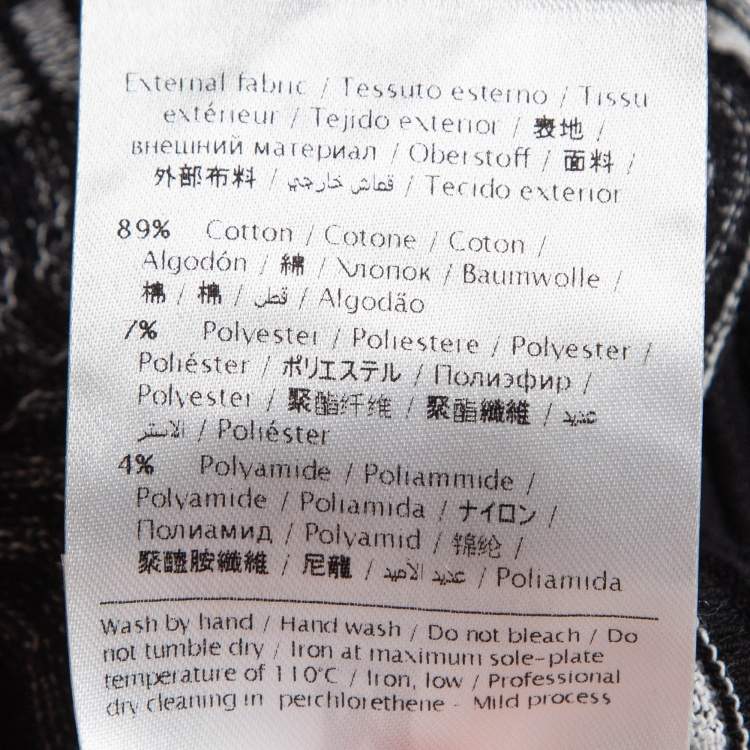 External fabric / Tessuto esterno / Tissu
extérieur / Tejido exterior / 表地 /
внешний материал / Oberstoff / 面料 /
外部布料 / قماش خارجي / Tecido exterior
89% Cotton / Cotone / Coton /
Algodón / 綿 / Хлопок / Baumwolle /
棉 / 棉 / قطن / Algodão
7% Polyester / Poliestere / Polyester /
Poliéster / ポリエステル / Полиэфир /
Polyester / 聚酯纤维 / 聚酯纖維 / عديد
الاستر / Poliéster
4% Polyamide / Poliammide /
Polyamide / Poliamida / ナイロン /
Полиамид / Polyamid / 锦纶 /
聚醯胺纖維 / 尼龍 / عديد الاميد / Poliamida
Wash by hand / Hand wash / Do not bleach / Do
not tumble dry / Iron at maximum sole-plate
temperature of 110°C / Iron, low / Professional
dry cleaning in perchlorethene - Mild process